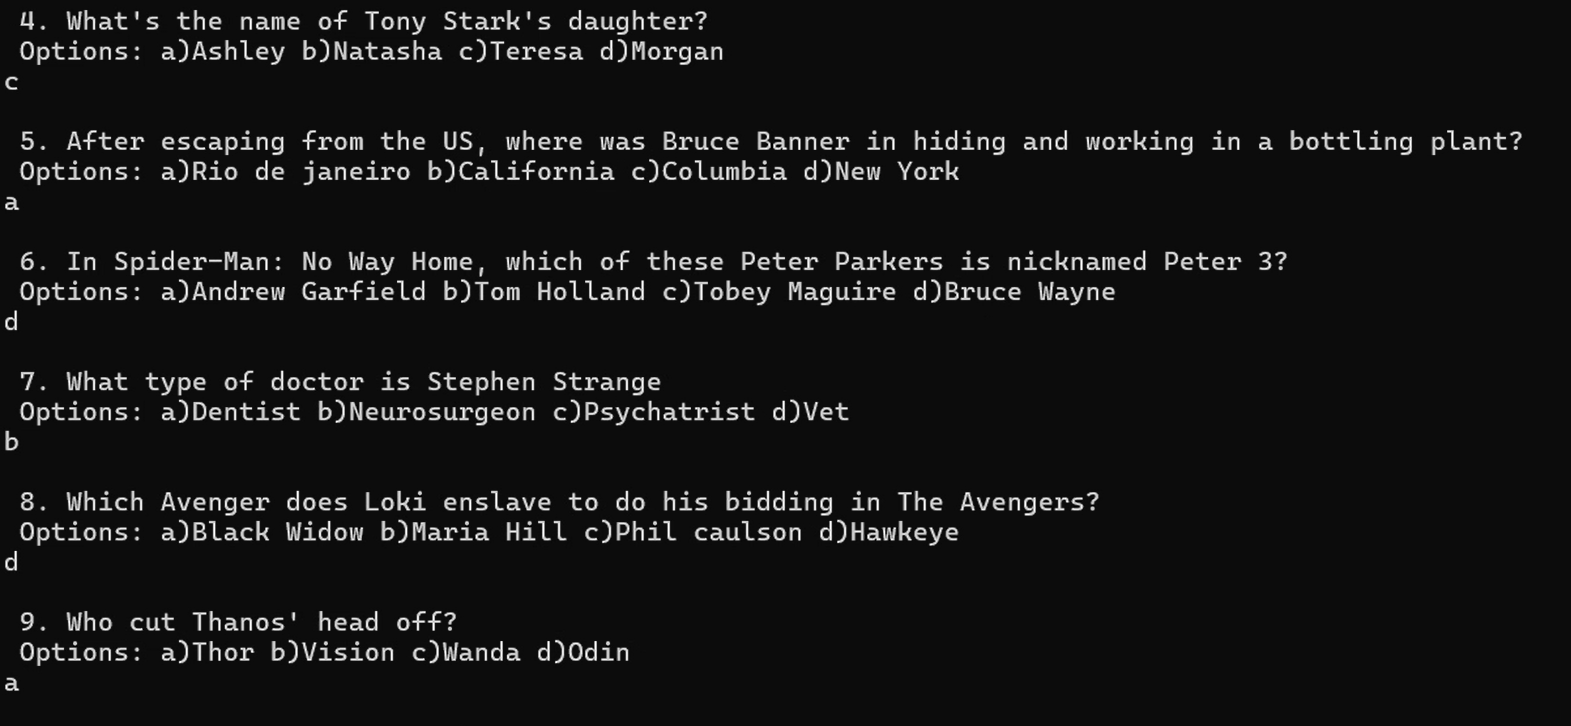 4. What's the name of Tony Stark's daughter?
Options: a)Ashley b)Natasha c)Teresa d)Morgan
c
5. After escaping from the US, where was Bruce Banner in hiding and working in a bottling plant?
Options: a)Rio de janeiro b)California c)Columbia d)New York
a
6. In Spider-Man: No Way Home, which of these Peter Parkers is nicknamed Peter 3?
Options: a)Andrew Garfield b)Tom Holland c)Tobey Maguire d)Bruce Wayne
d
7. What type of doctor is Stephen Strange
Options: a)Dentist b)Neurosurgeon c)Psychatrist d)Vet
b
8. Which Avenger does Loki enslave to do his bidding in The Avengers?
Options: a)Black Widow b)Maria Hill c)Phil caulson d)Hawkeye
d
9. Who cut Thanos' head off?
Options: a)Thor b)Vision c)Wanda d)Odin
a